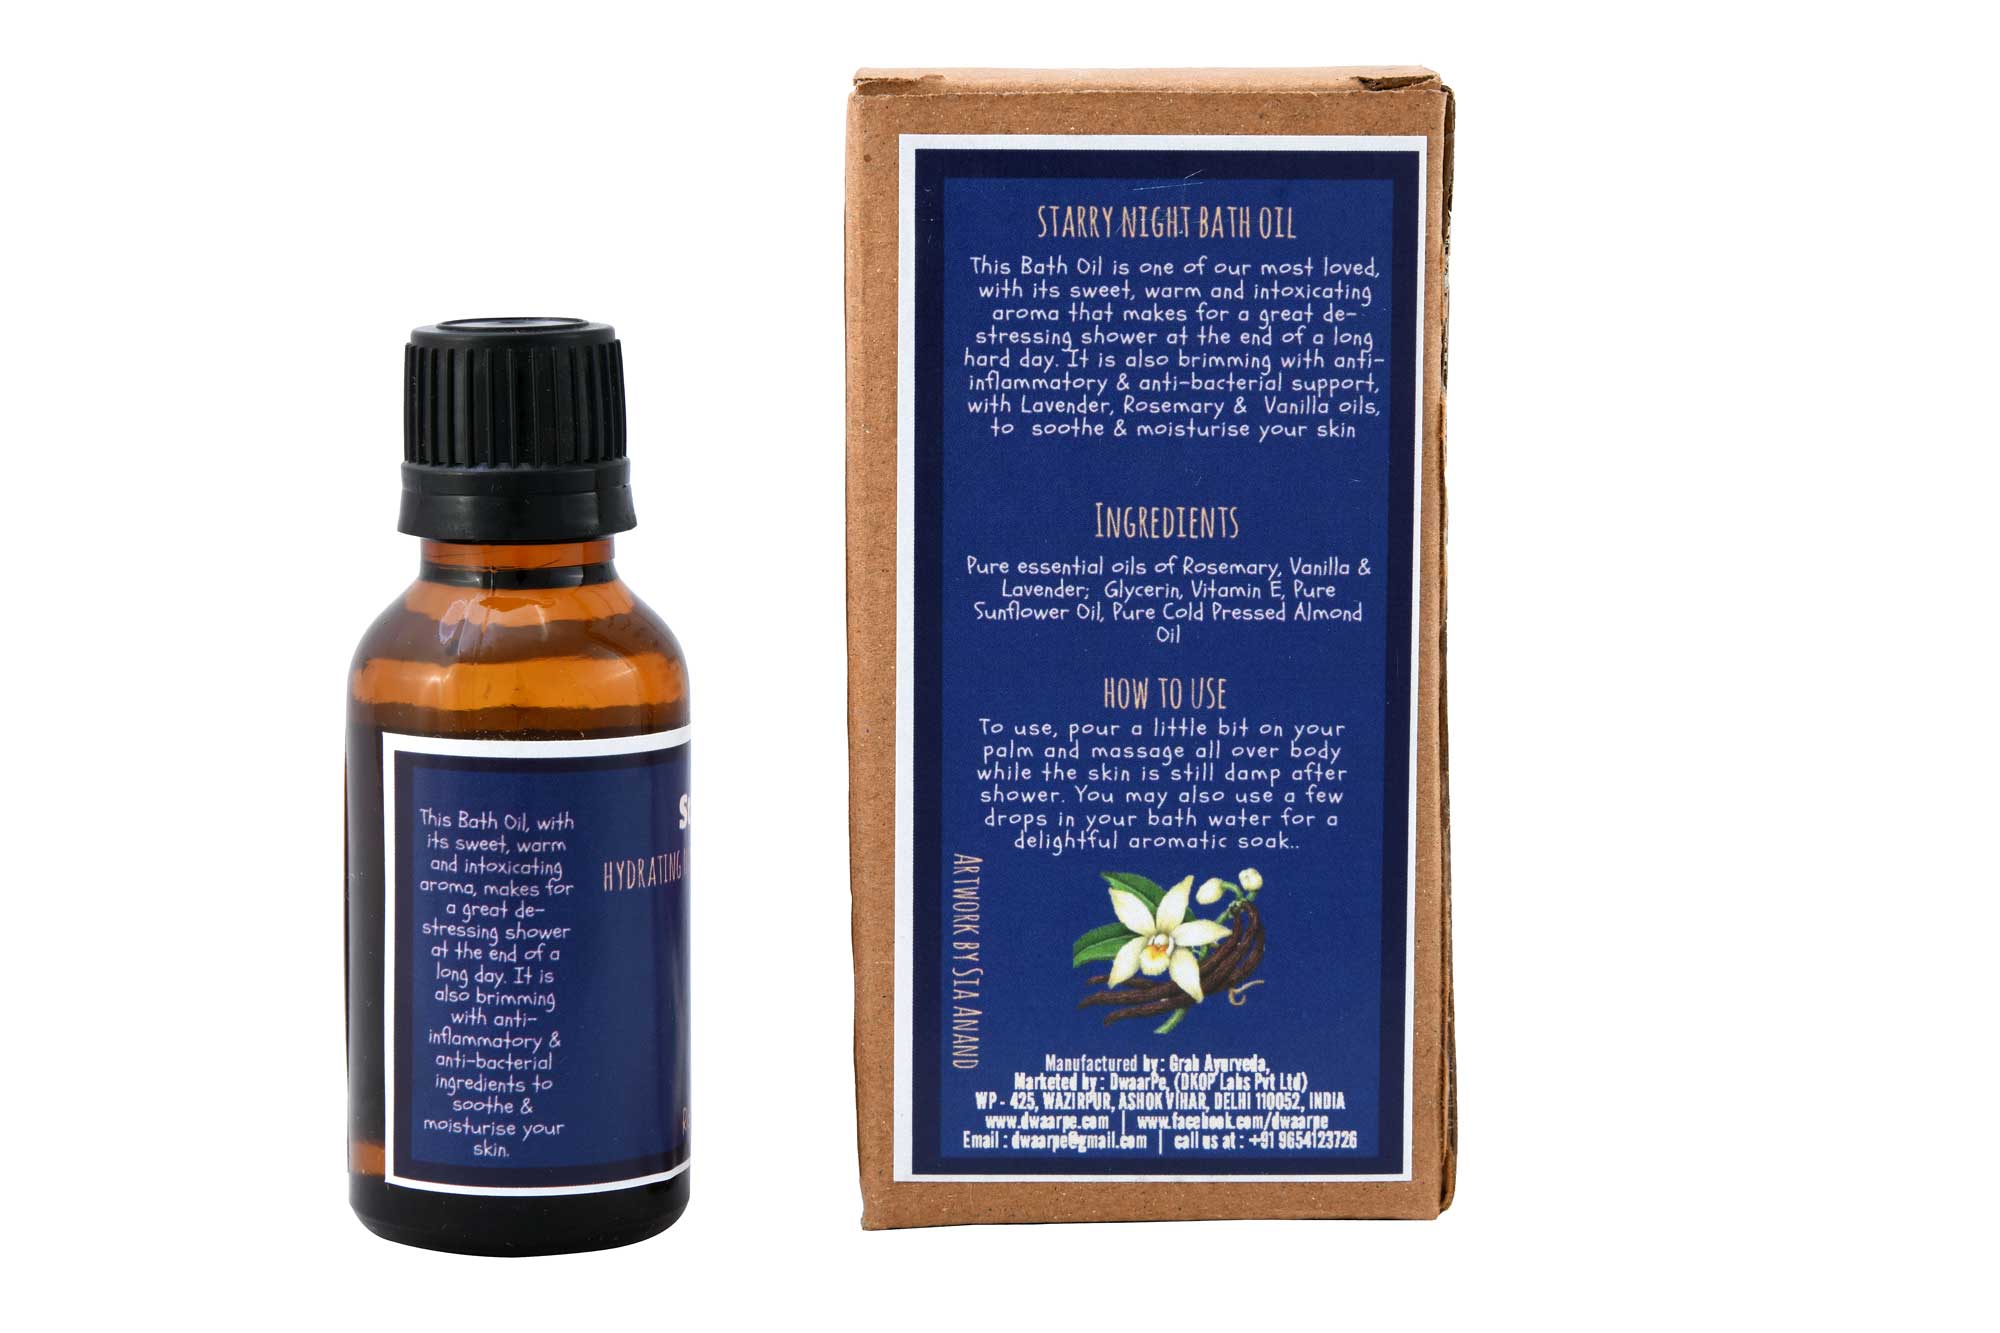 This Bath Oil, with
its sweet, warm
and intoxicating
aroma, makes for
a great de-
stressing shower
at the end of a
long day. It is
also brimming
with anti-
inflammatory &
anti-bacterial
ingredients to
soothe &
moisturise your
skin.
HYDRATING
STARRY NIGHT BATH OIL
This Bath Oil is one of our most loved,
with its sweet, warm and intoxicating
aroma that makes for a great de-
stressing shower at the end of a long
hard day. It is also brimming with anti-
inflammatory & anti-bacterial support,
with Lavender, Rosemary & Vanilla oils,
to soothe & moisturise your skin
INGREDIENTS
Pure essential oils of Rosemary, Vanilla &
Lavender; Glycerin, Vitamin E, Pure
Sunflower Oil, Pure Cold Pressed Almond
Oil
HOW TO USE
To use, pour a little bit on your
palm and massage all over body
while the skin is still damp after
shower. You may also use a few
drops in your bath water for a
delightful aromatic soak..
ARTWORK BY SIA ANAND
Manufactured by : Grah Ayurveda,
Marketed by : DwaarPe, (DKOP Labs Pvt Ltd)
WP - 425, WAZIRPUR, ASHOK VIHAR, DELHI 110052, INDIA
www.dwaarpe.com | www.facebook.com/dwaarpe
Email : dwaarpe@gmail.com | call us at : +91 9654123726